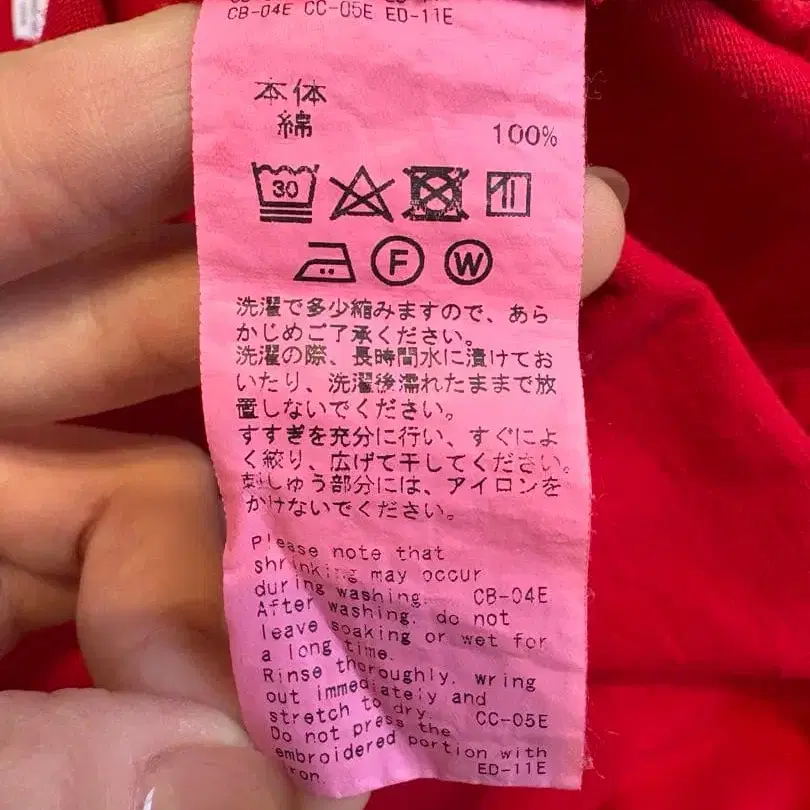 CB-04E CC-05E ED-11E
本体
綿 100%
30
F W
洗濯で多少縮みますので、あら
かじめご了承ください。
洗濯の際、長時間水に漬けてお
いたり、洗濯後濡れたままで放
置しないでください。
すすぎを充分に行い、すぐによ
く絞り、広げて干してください。
刺しゅう部分には、アイロンを
かけないでください。
Please note that
shrinking may occur
during washing. CB-04E
After washing. do not
leave soaking or wet for
a long time.
Rinse thoroughly. wring
out immediately and
stretch to dry. CC-05E
Do not press the
embroidered portion with
iron. ED-11E